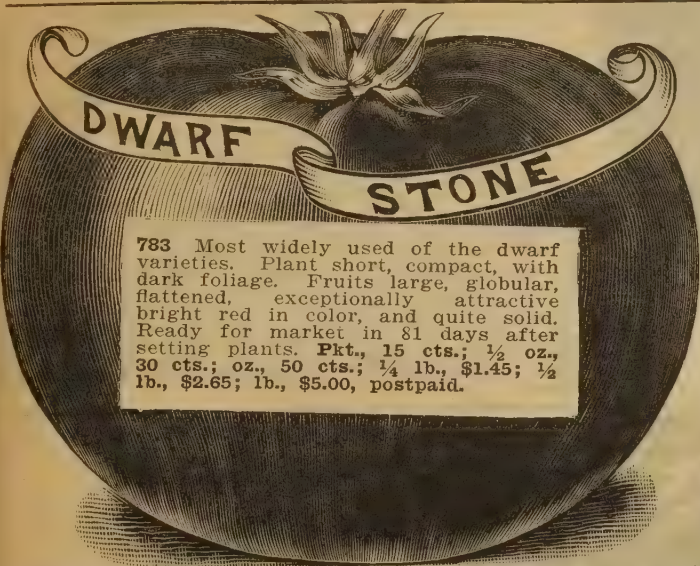 DWARF
STONE
783 Most widely used of the dwarf
varieties. Plant short, compact, with
dark foliage. Fruits large, globular,
flattened, exceptionally attractive
bright red in color, and quite solid.
Ready for market in 81 days after
setting plants. Pkt., 15 cts.; ½ oz.,
30 cts.; oz., 50 cts.; ¼ lb., $1.45; ½
lb., $2.65; lb., $5.00, postpaid.